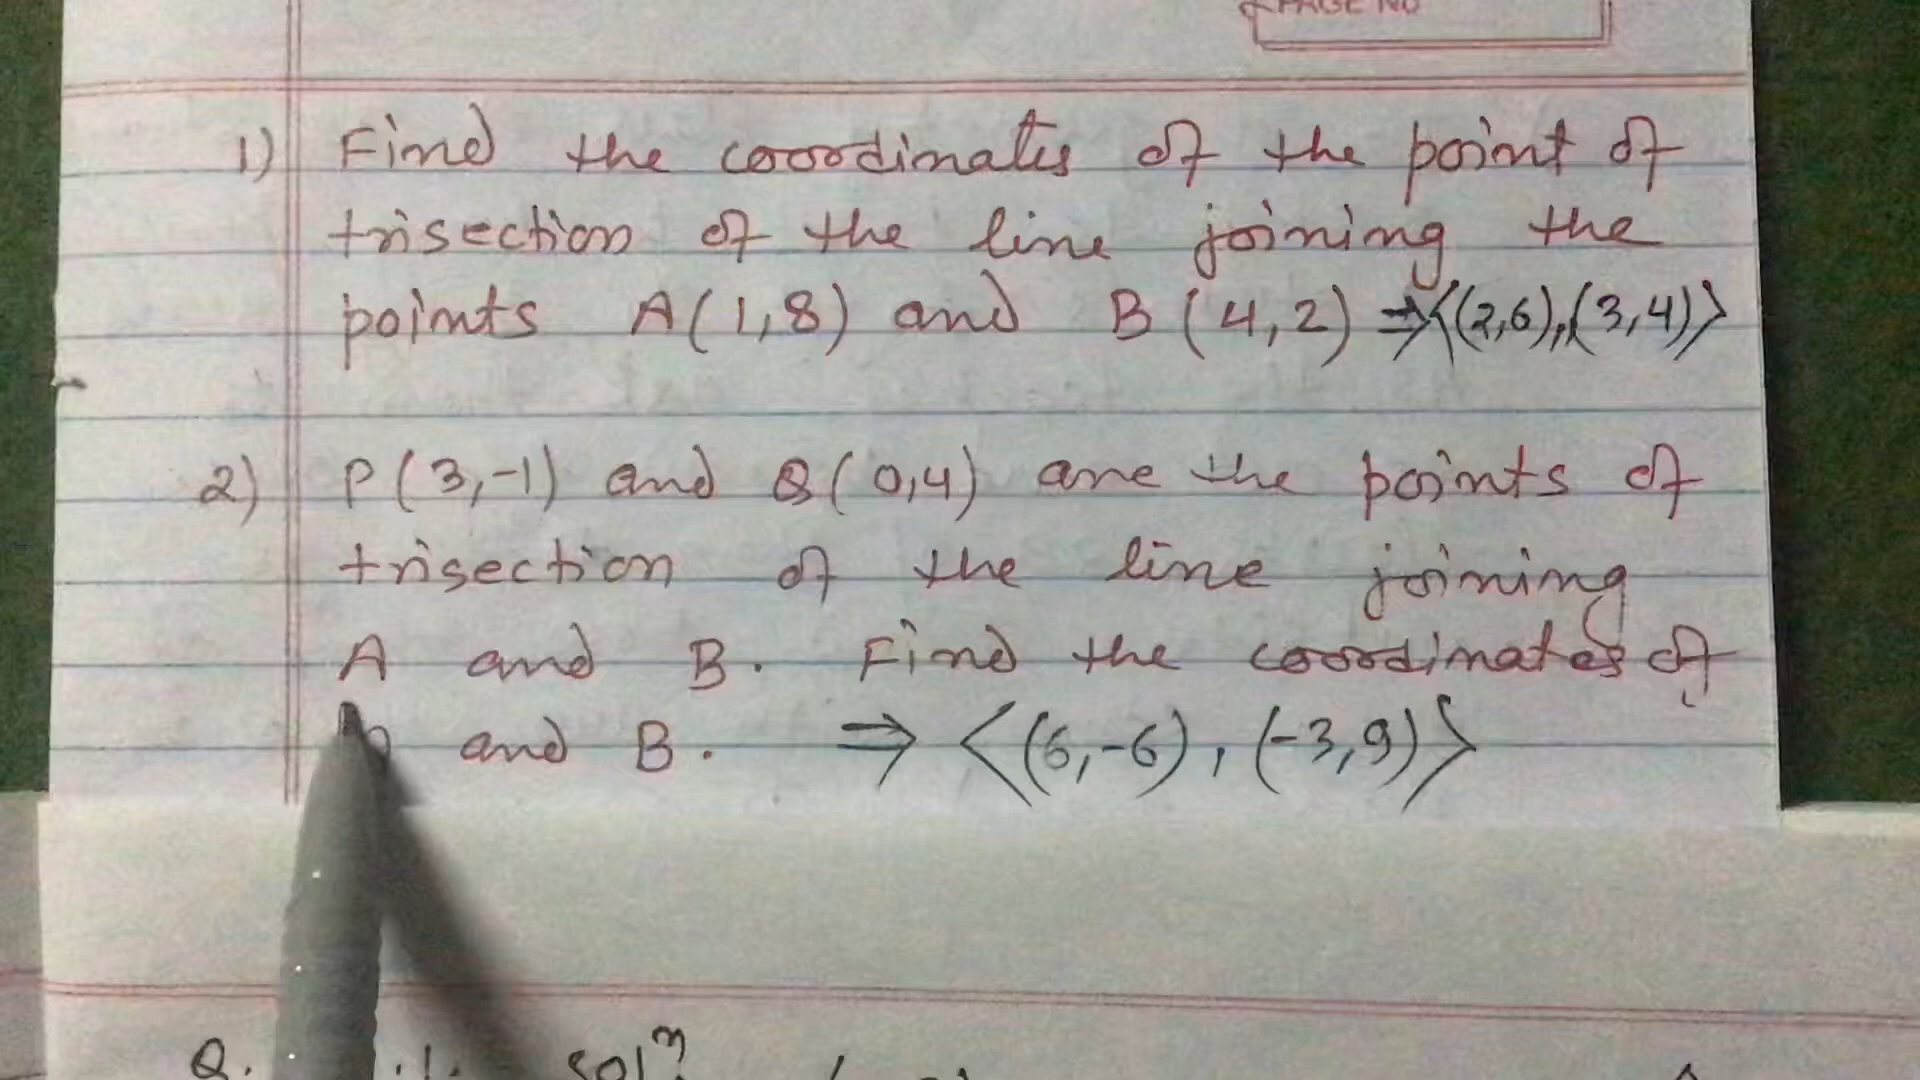 PAGE NO
1) Find the coordinates of the point of
trisection of the line joining the
points A(1,8) and B(4,2) ⇒ <(2,6),(3,4)>
2) P(3,-1) and Q(0,4) are the points of
trisection of the line joining
A and B. Find the coordinates of
and B. ⇒ <(6,-6), (-3,9)>
Q.